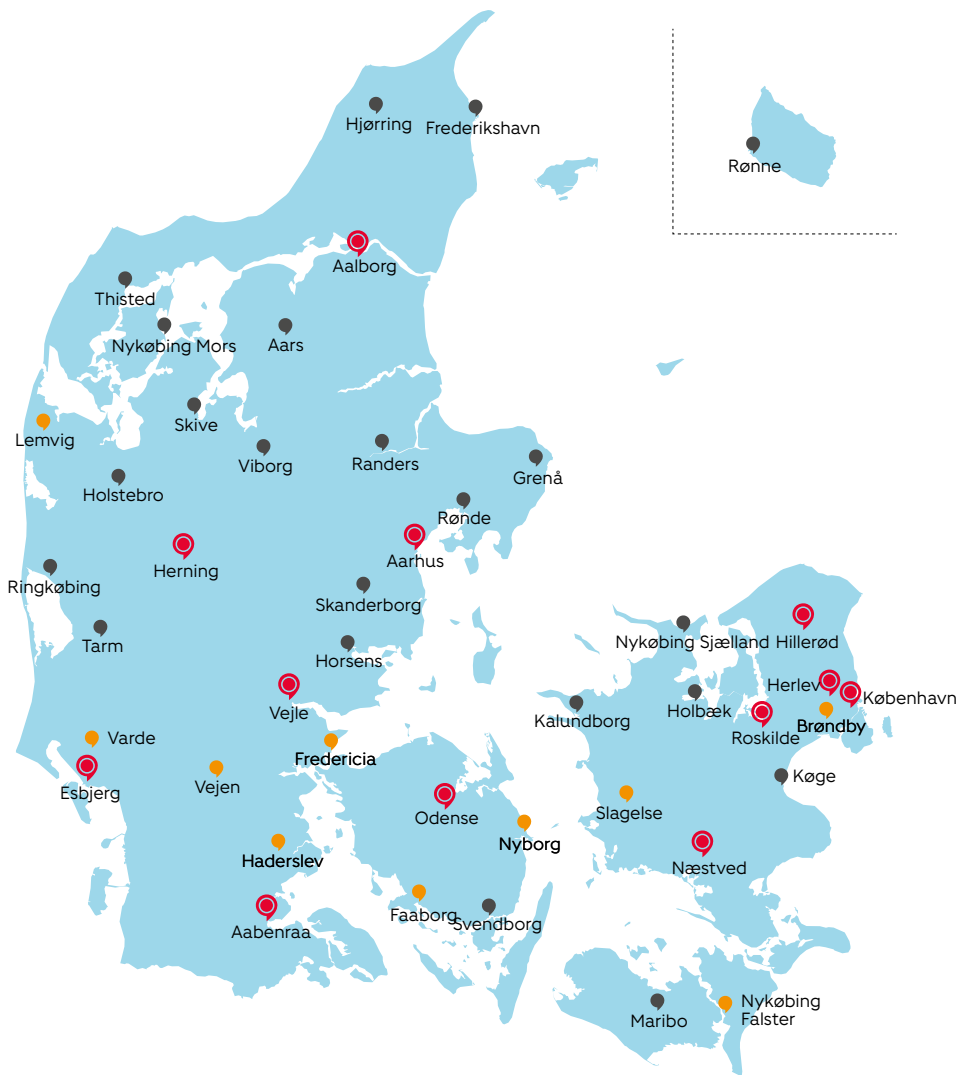 Hjørring
Frederikshavn
Rønne
Aalborg
Thisted
Nykøbing Mors
Aars
Skive
Lemvig
Viborg
Randers
Grenå
Holstebro
Rønde
Aarhus
Herning
Ringkøbing
Skanderborg
Tarm
Horsens
Nykøbing Sjælland
Hillerød
Herlev
København
Vejle
Kalundborg
Holbæk
Roskilde
Brøndby
Varde
Fredericia
Esbjerg
Vejen
Køge
Odense
Slagelse
Nyborg
Haderslev
Næstved
Faaborg
Svendborg
Aabenraa
Maribo
Nykøbing
Falster